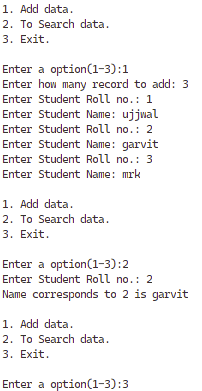 1. Add data.
2. To Search data.
3. Exit.
Enter a option(1-3):1
Enter how many record to add: 3
Enter Student Roll no.: 1
Enter Student Name: ujjwal
Enter Student Roll no.: 2
Enter Student Name: garvit
Enter Student Roll no.: 3
Enter Student Name: mrk
1. Add data.
2. To Search data.
3. Exit.
Enter a option(1-3):2
Enter Student Roll no.: 2
Name corresponds to 2 is garvit
1. Add data.
2. To Search data.
3. Exit.
Enter a option(1-3):3